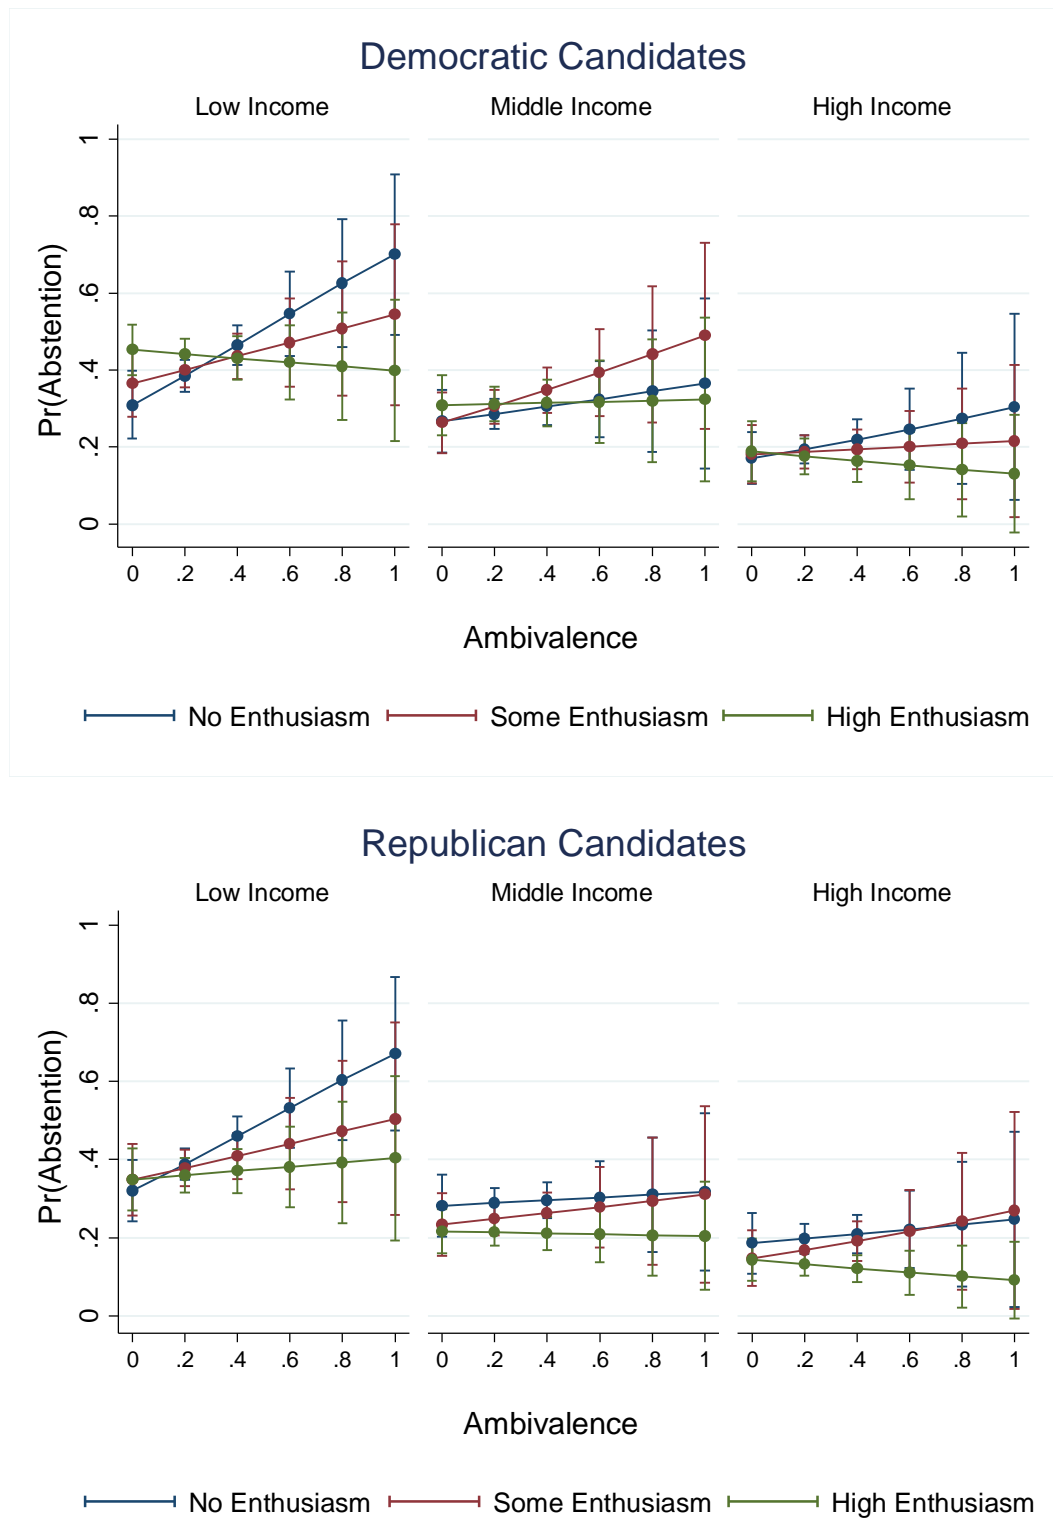 Democratic Candidates
Low Income Middle Income High Income
Pr(Abstention)
1
.8
.6
.4
.2
0
0 .2 .4 .6 .8 1 0 .2 .4 .6 .8 1 0 .2 .4 .6 .8 1
Ambivalence
No Enthusiasm Some Enthusiasm High Enthusiasm
Republican Candidates
Low Income Middle Income High Income
Pr(Abstention)
1
.8
.6
.4
.2
0
0 .2 .4 .6 .8 1 0 .2 .4 .6 .8 1 0 .2 .4 .6 .8 1
Ambivalence
No Enthusiasm Some Enthusiasm High Enthusiasm